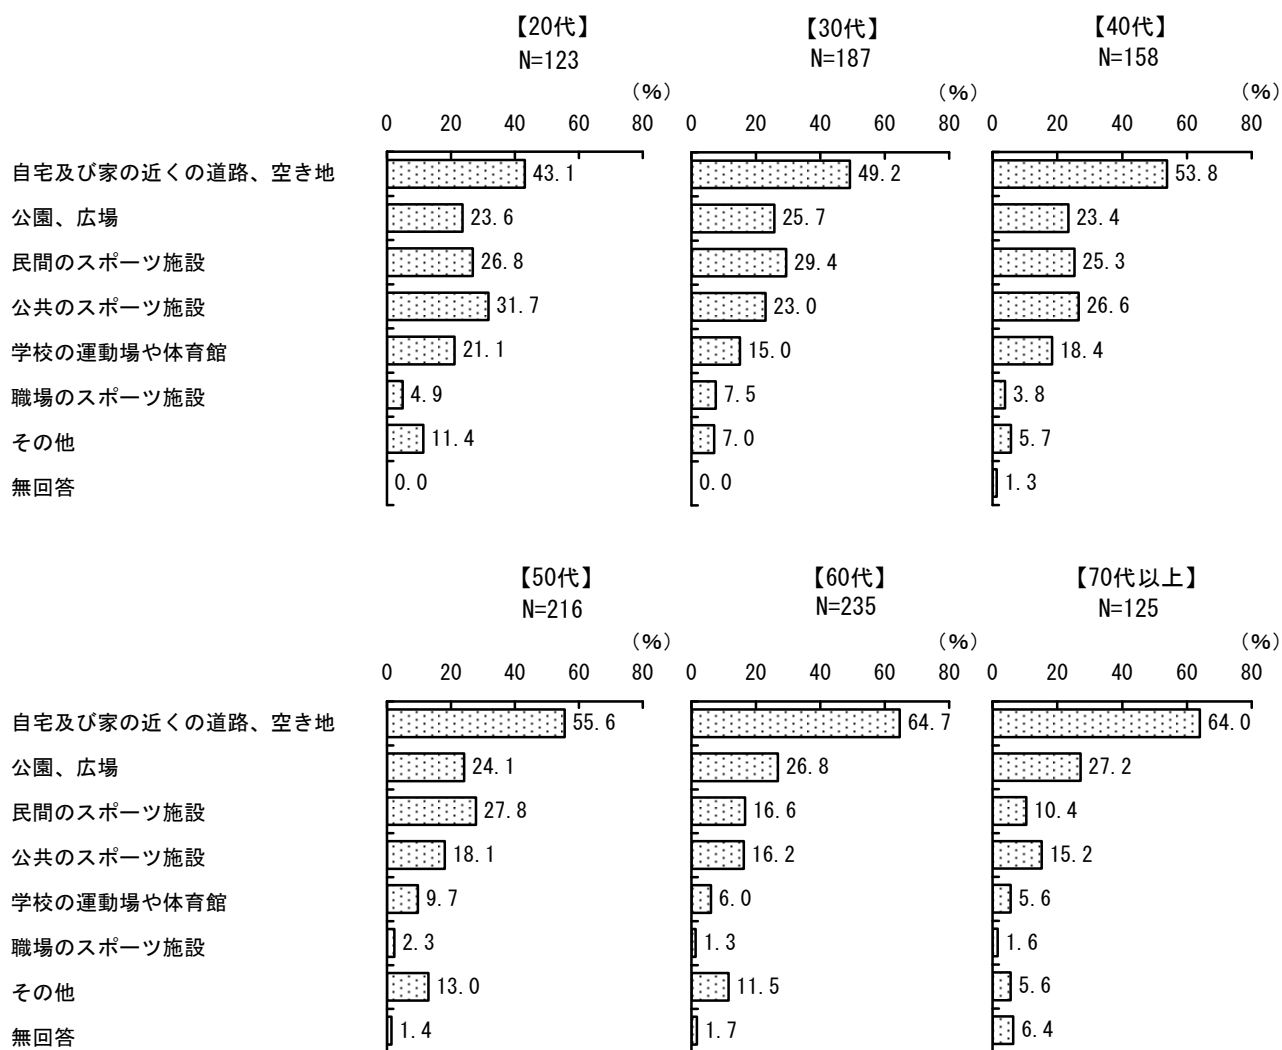 【20代】 【30代】 【40代】
N=123 N=187 N=158
(%) (%) (%)
0 20 40 60 80 0 20 40 60 80 0 20 40 60 80
自宅及び家の近くの道路、空き地 43.1 49.2 53.8
公園、広場 23.6 25.7 23.4
民間のスポーツ施設 26.8 29.4 25.3
公共のスポーツ施設 31.7 23.0 26.6
学校の運動場や体育館 21.1 15.0 18.4
職場のスポーツ施設 4.9 7.5 3.8
その他 11.4 7.0 5.7
無回答 0.0 0.0 1.3
【50代】 【60代】 【70代以上】
N=216 N=235 N=125
(%) (%) (%)
0 20 40 60 80 0 20 40 60 80 0 20 40 60 80
自宅及び家の近くの道路、空き地 55.6 64.7 64.0
公園、広場 24.1 26.8 27.2
民間のスポーツ施設 27.8 16.6 10.4
公共のスポーツ施設 18.1 16.2 15.2
学校の運動場や体育館 9.7 6.0 5.6
職場のスポーツ施設 2.3 1.3 1.6
その他 13.0 11.5 5.6
無回答 1.4 1.7 6.4